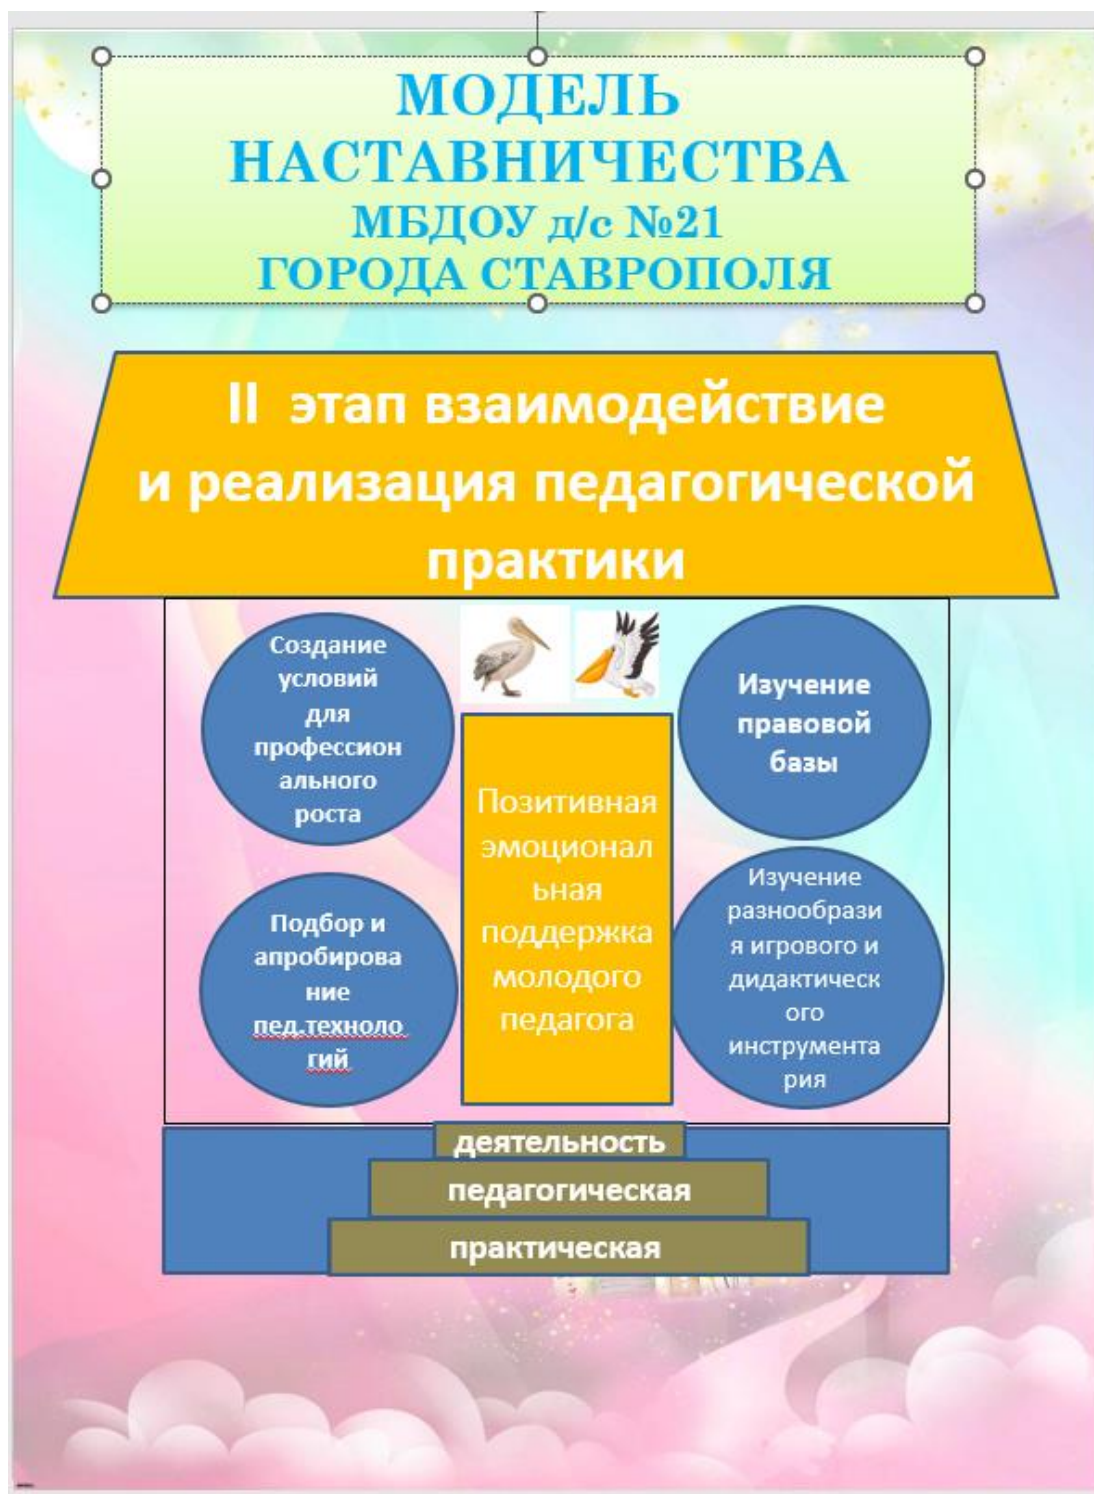 МОДЕЛЬ
НАСТАВНИЧЕСТВА
МБДОУ д/с №21
ГОРОДА СТАВРОПОЛЯ
II этап взаимодействие
и реализация педагогической
практики
Создание
условий
для
профессион
ального
роста
Изучение
правовой
базы
Позитивная
эмоционал
ьная
поддержка
молодого
педагога
Подбор и
апробирова
ние
пед.техноло
гий
Изучение
разнообрази
я игрового и
дидактическ
ого
инструмента
рия
деятельность
педагогическая
практическая